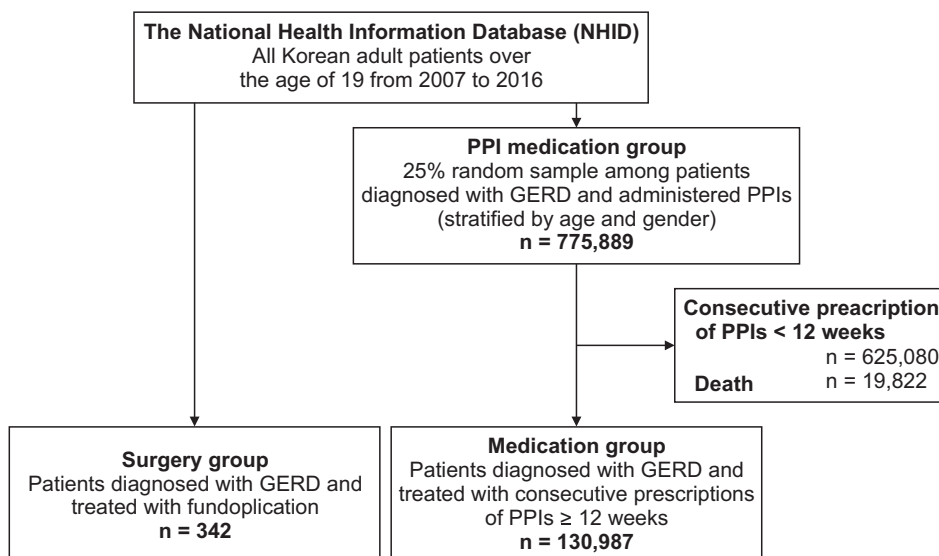 The National Health Information Database (NHID)
All Korean adult patients over
the age of 19 from 2007 to 2016
PPI medication group
25% random sample among patients
diagnosed with GERD and administered PPIs
(stratified by age and gender)
n = 775,889
Consecutive preacription
of PPIs < 12 weeks
n = 625,080
Death n = 19,822
Surgery group
Patients diagnosed with GERD and
treated with fundoplication
n = 342
Medication group
Patients diagnosed with GERD and
treated with consecutive prescriptions
of PPIs ≥ 12 weeks
n = 130,987